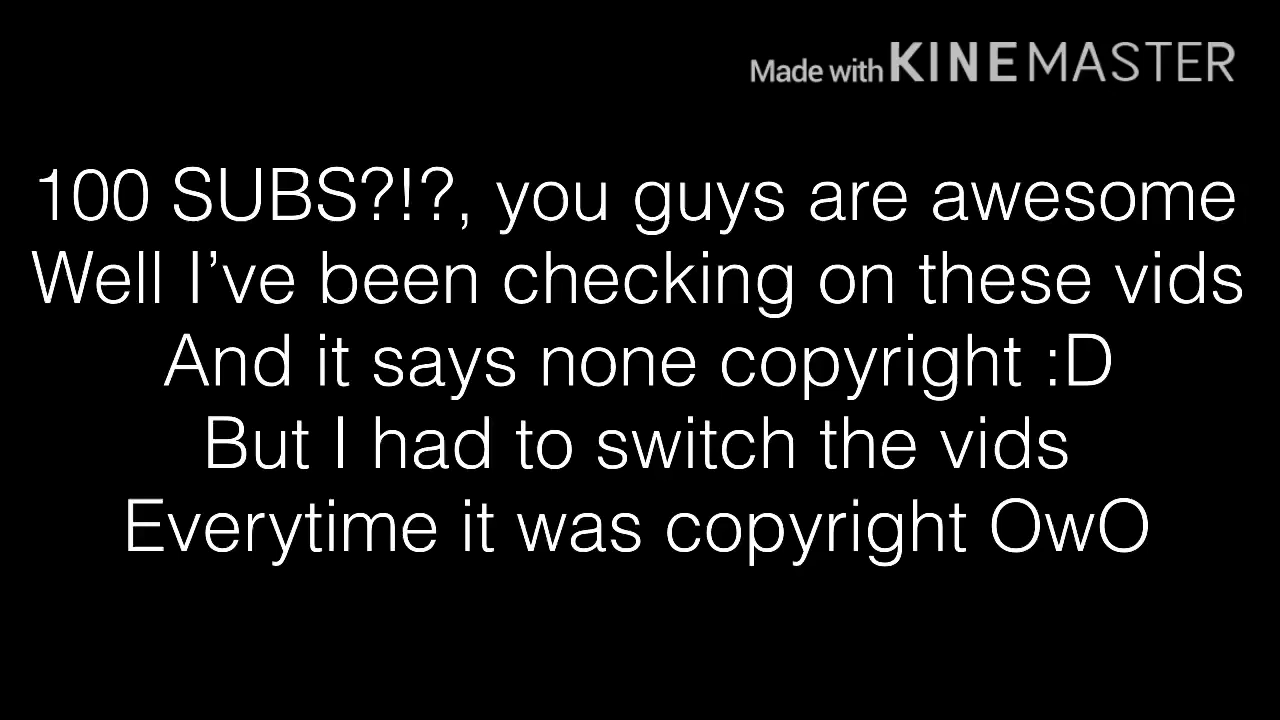 Made with KINEMASTER
100 SUBS?!?, you guys are awesome
Well I’ve been checking on these vids
And it says none copyright :D
But I had to switch the vids
Everytime it was copyright OwO